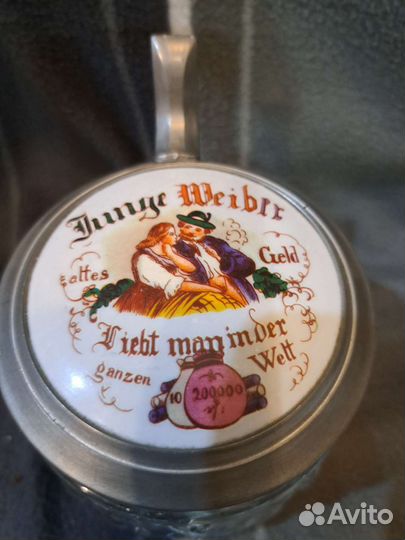 Junge Weiber
altes Geld
Liebt man in der
ganzen Welt
10 200000
Avito